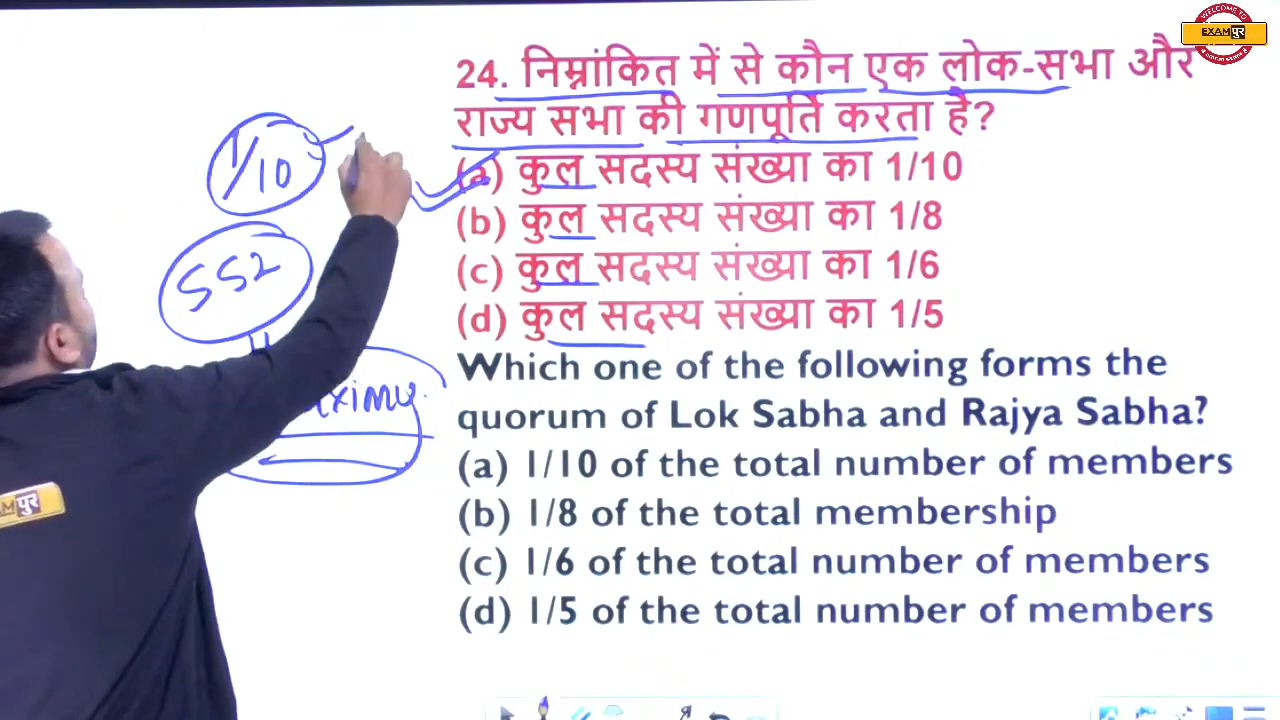 WELCOME TO
EXAMपुर
24. निम्नांकित में से कौन एक लोक-सभा और
राज्य सभा की गणपूर्ति करता है?
(a) कुल सदस्य संख्या का 1/10
(b) कुल सदस्य संख्या का 1/8
(c) कुल सदस्य संख्या का 1/6
(d) कुल सदस्य संख्या का 1/5
Which one of the following forms the
quorum of Lok Sabha and Rajya Sabha?
(a) 1/10 of the total number of members
(b) 1/8 of the total membership
(c) 1/6 of the total number of members
(d) 1/5 of the total number of members
1/10
552